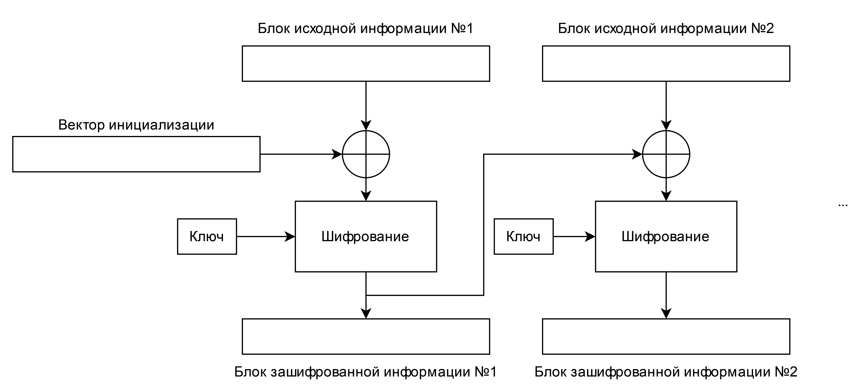 Блок исходной информации №1
Блок исходной информации №2
Вектор инициализации
Ключ
Шифрование
Ключ
Шифрование
...
Блок зашифрованной информации №1
Блок зашифрованной информации №2